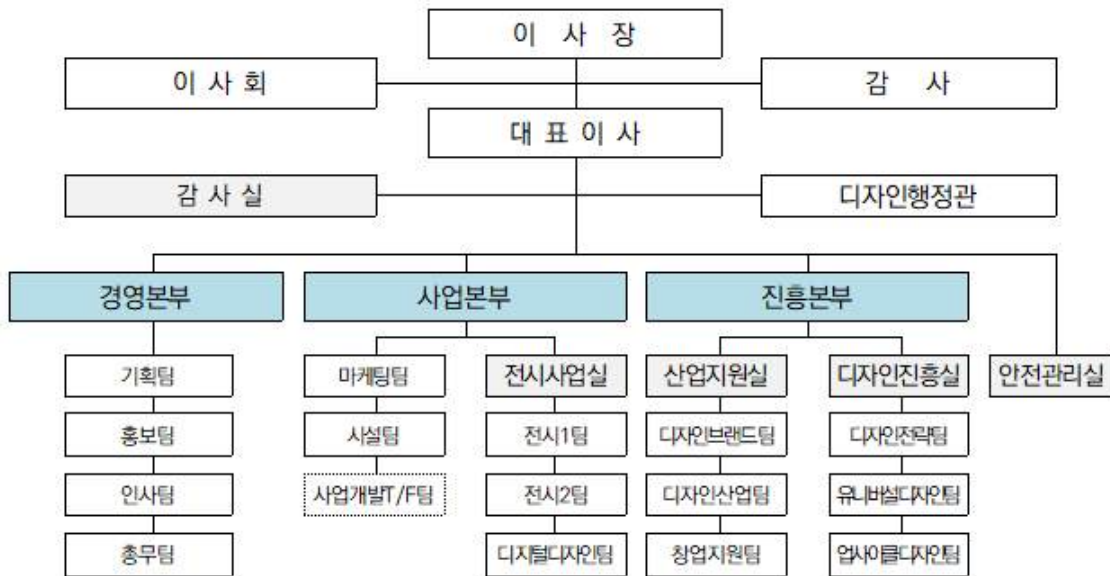 이 사 장
이 사 회
감 사
대 표 이 사
감 사 실
디자인행정관
경영본부
사업본부
진흥본부
기획팀
마케팅팀
전시사업실
산업지원실
디자인진흥실
안전관리실
홍보팀
시설팀
전시1팀
디자인브랜드팀
디자인전략팀
인사팀
사업개발T/F팀
전시2팀
디자인산업팀
유니버설디자인팀
총무팀
디지털디자인팀
창업지원팀
업사이클디자인팀